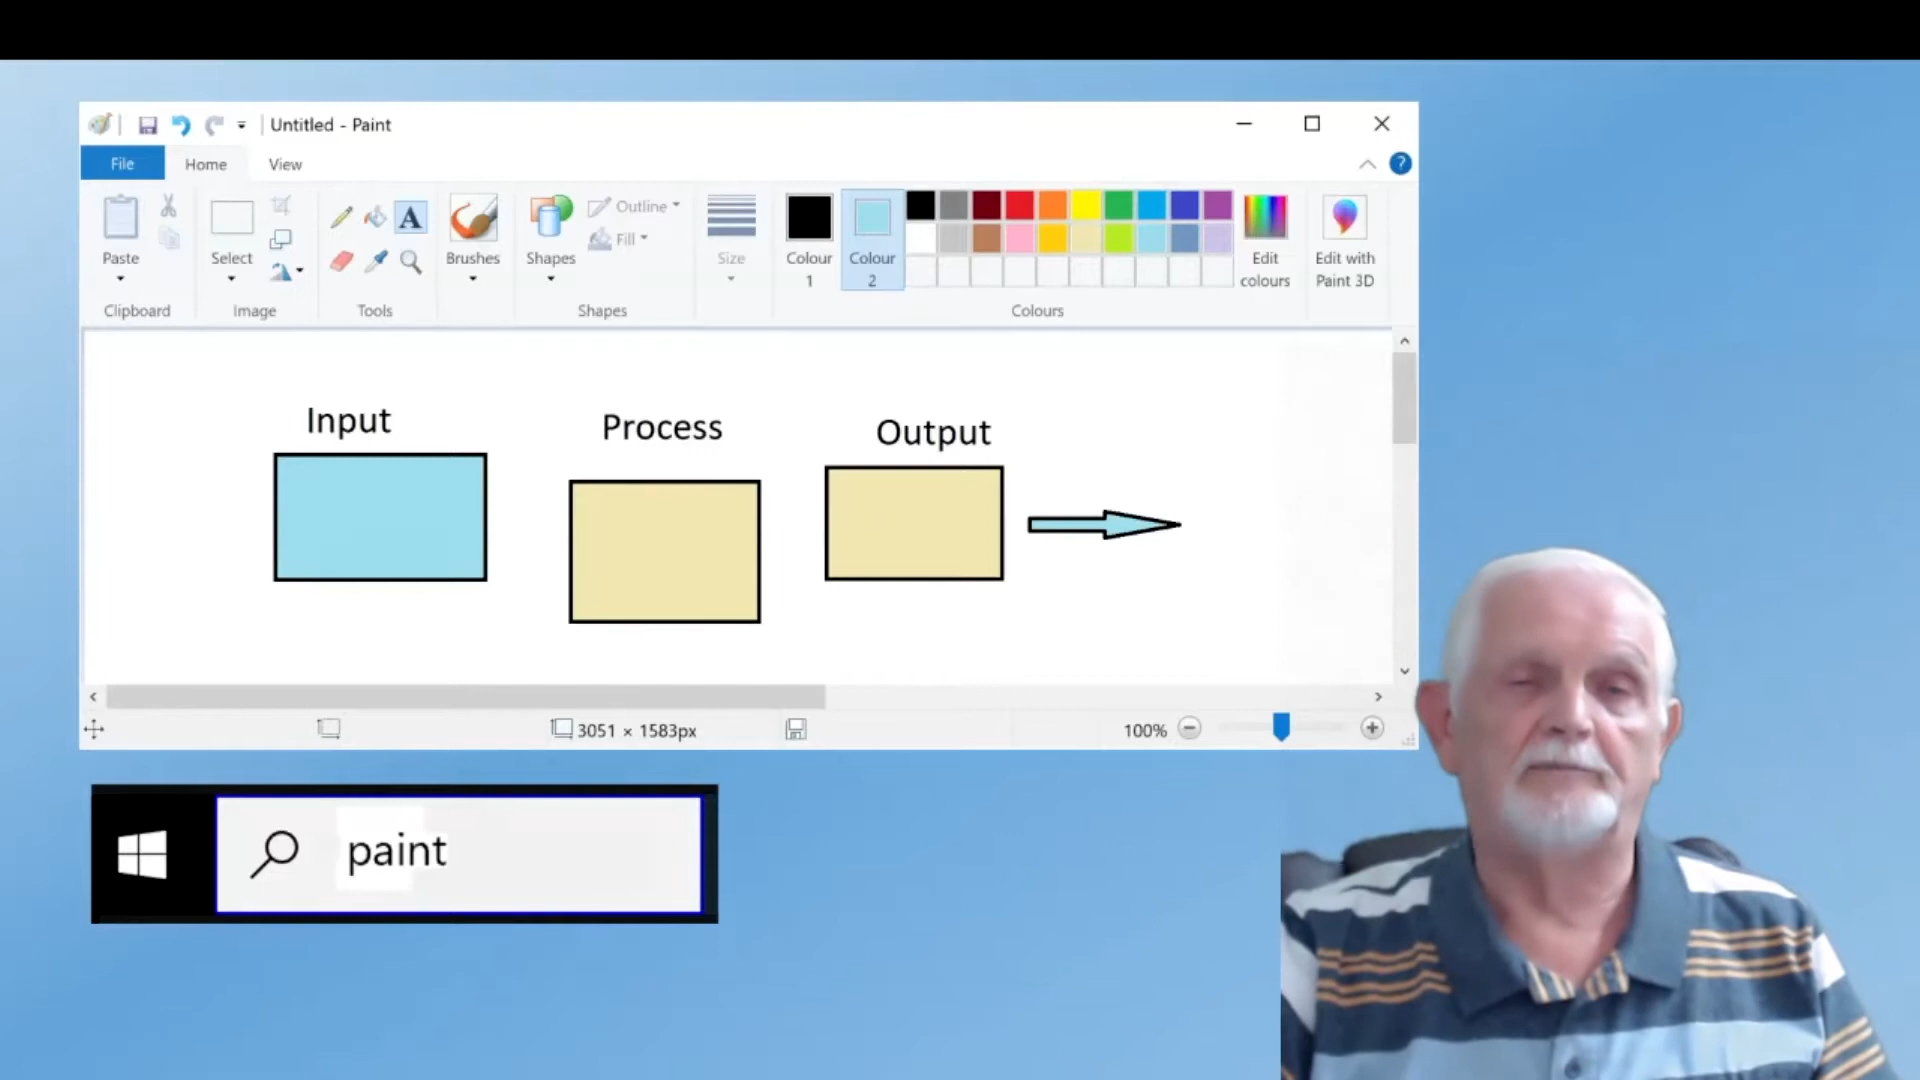 Untitled - Paint
File Home View
Paste Select Brushes Shapes Outline Fill Size Colour 1 Colour 2 Edit colours Edit with Paint 3D
Clipboard Image Tools Shapes Colours
Input Process Output
3051 × 1583px 100%
paint